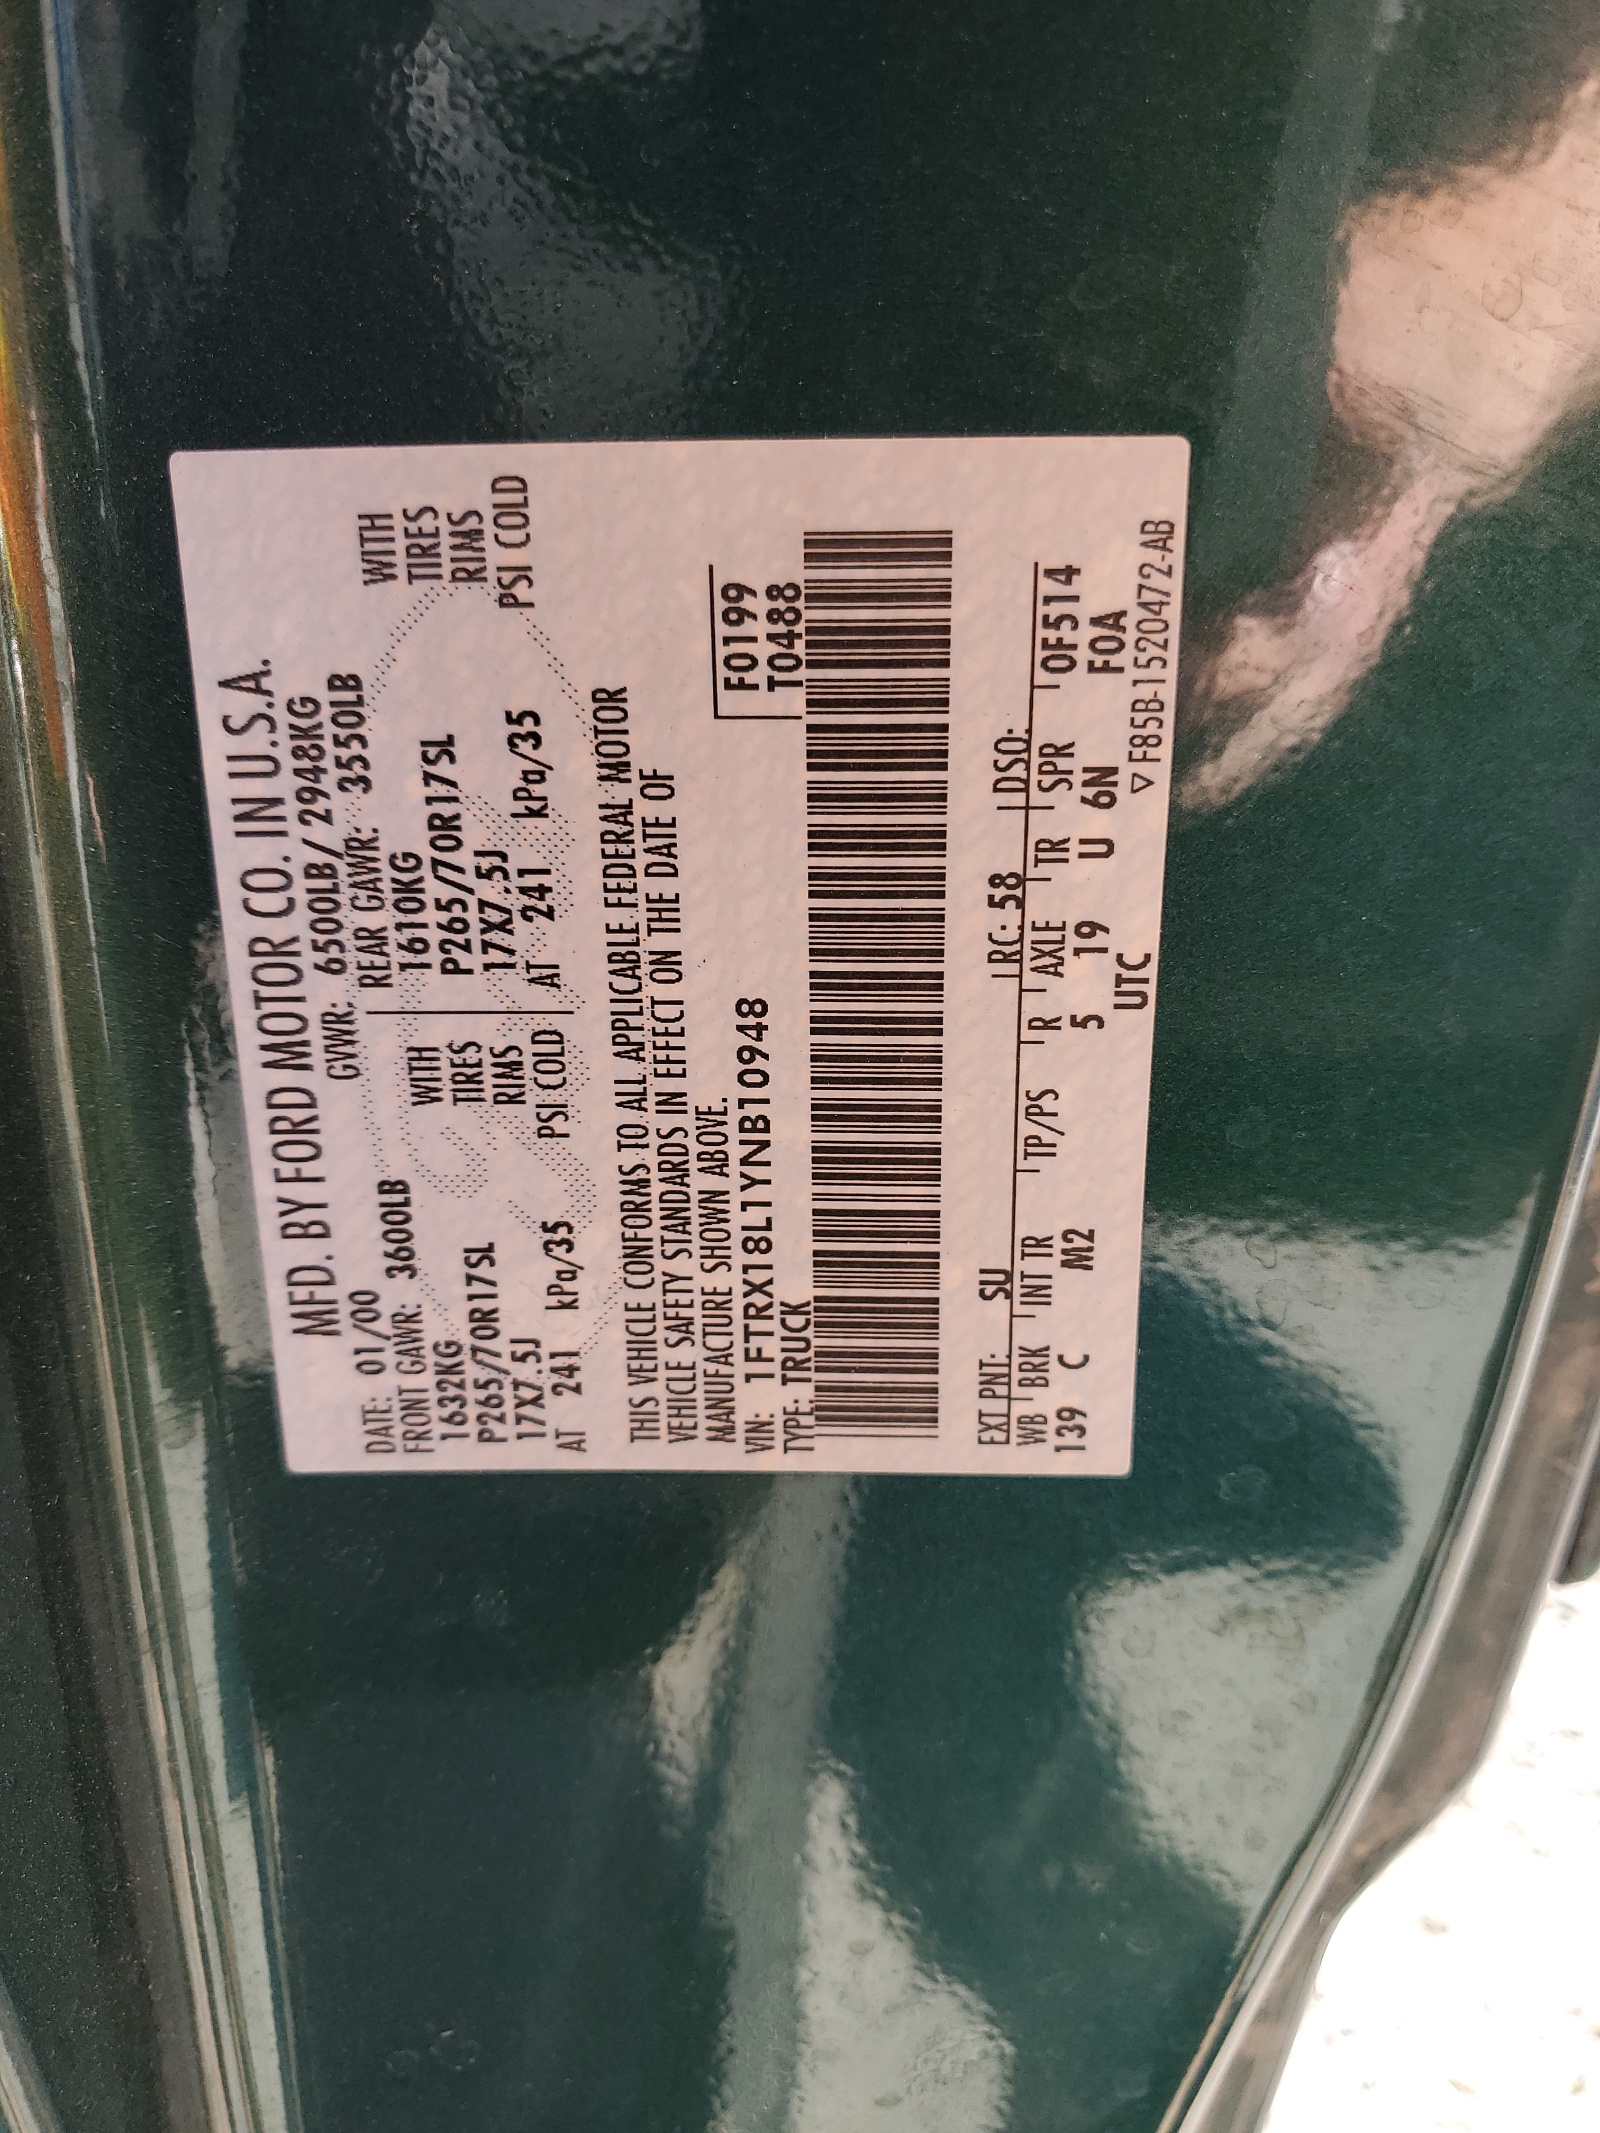 MFD. BY FORD MOTOR CO. IN U.S.A.
DATE: 01/00 GVWR: 6500LB/ 2948KG
FRONT GAWR: 3600LB REAR GAWR: 3550LB
1632KG WITH 1610KG WITH
P265/70R17SL TIRES P265/70R17SL TIRES
17X7.5J RIMS 17X7.5J RIMS
AT 241 kPa/35 PSI COLD AT 241 kPa/35 PSI COLD
THIS VEHICLE CONFORMS TO ALL APPLICABLE FEDERAL MOTOR
VEHICLE SAFETY STANDARDS IN EFFECT ON THE DATE OF
MANUFACTURE SHOWN ABOVE.
VIN: 1FTRX18L1YNB10948 F0199
TYPE: TRUCK T0488
EXT PNT: SU RC: 58 DSO:
WB BRK INT TR TP/PS R AXLE TR SPR 0F514
139 C M2 5 19 U 6N F0A
UTC ▽F85B-1520472-AB